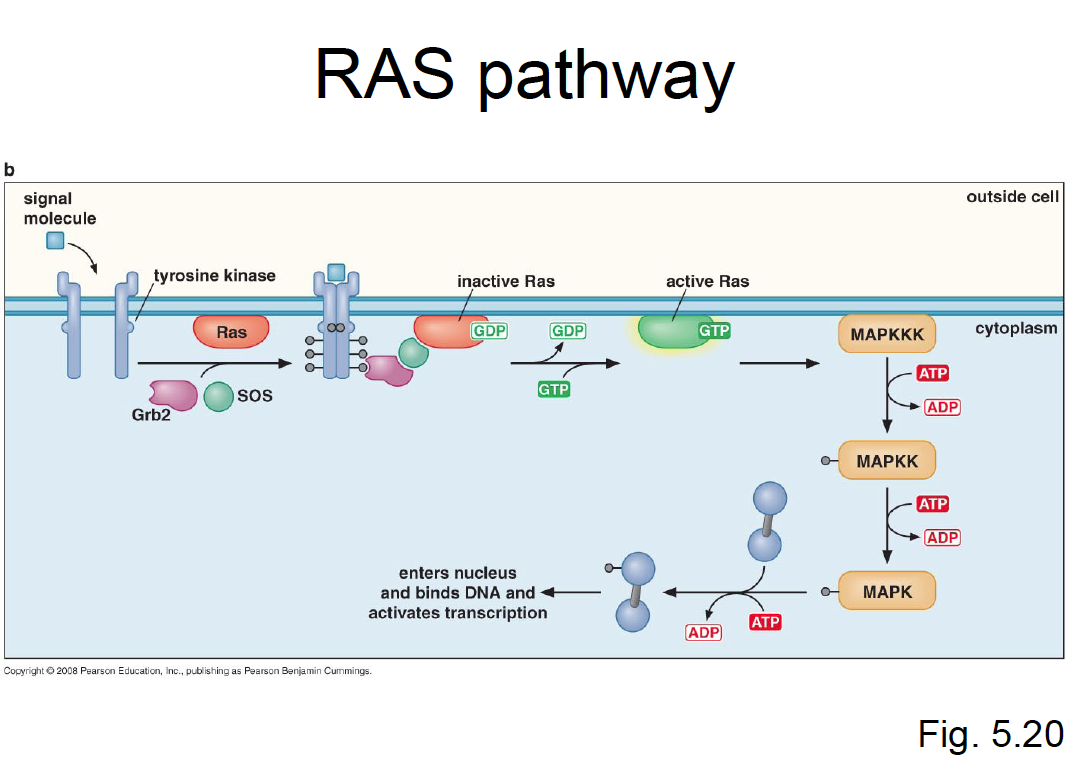 RAS pathway
b
signal
molecule
outside cell
tyrosine kinase
inactive Ras
active Ras
Ras
GDP
GDP
GTP
MAPKKK
cytoplasm
ATP
GTP
SOS
Grb2
ADP
MAPKK
ATP
ADP
enters nucleus
and binds DNA and
activates transcription
MAPK
ADP
ATP
Copyright © 2008 Pearson Education, Inc., publishing as Pearson Benjamin Cummings.
Fig. 5.20